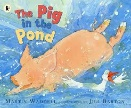 The Pig
in the
Pond
MARTIN WADDELL
JILL BARTON